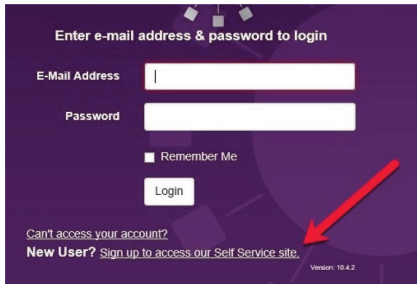 Enter e-mail address & password to login
E-Mail Address
Password
Remember Me
Login
Can't access your account?
New User? Sign up to access our Self Service site.
Version: 10.4.2